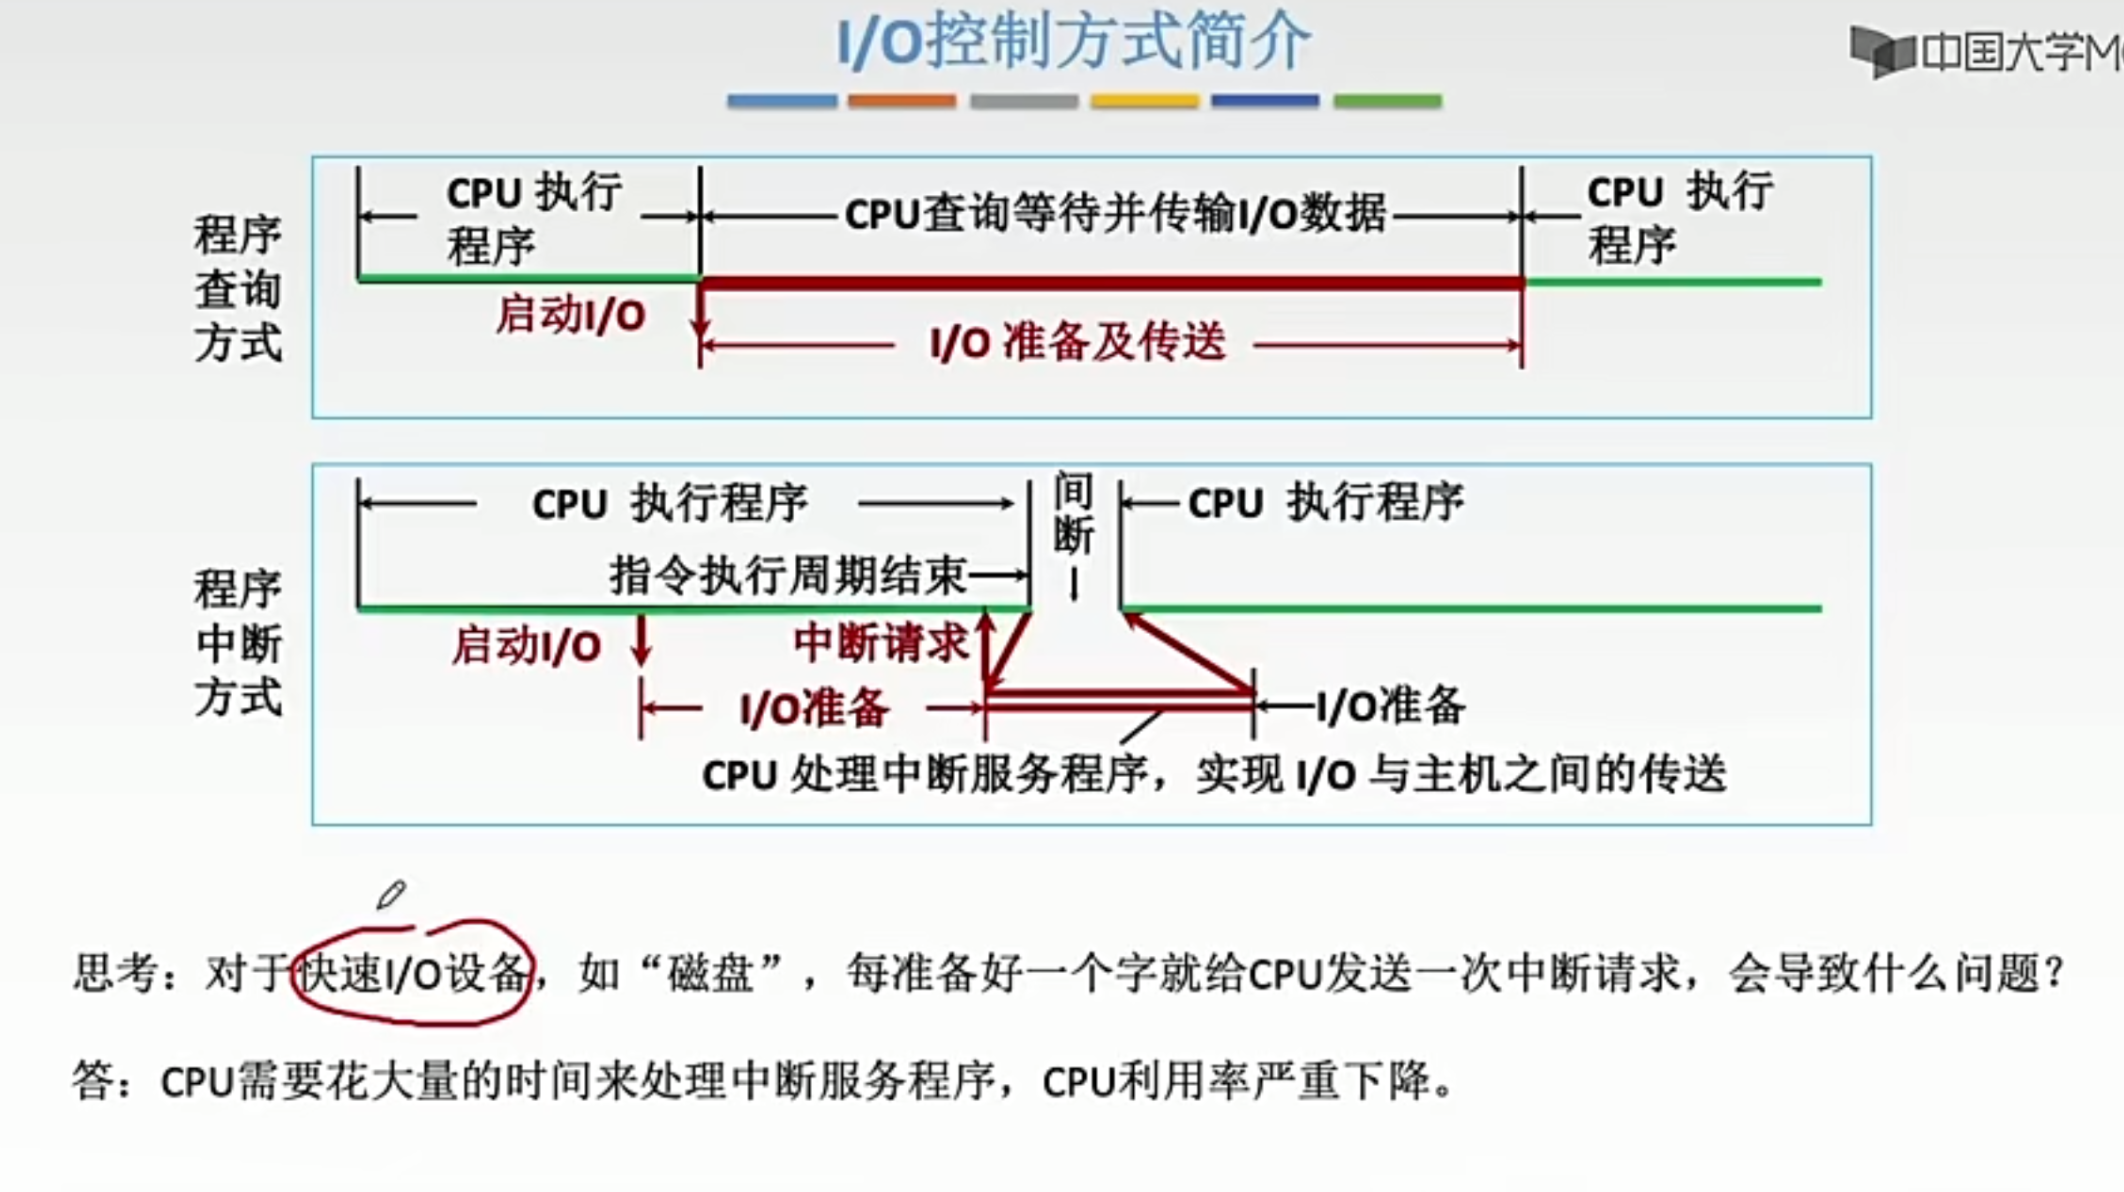 I/O控制方式简介
中国大学M
程序
查询
方式
CPU 执行
程序
CPU查询等待并传输I/O数据
CPU 执行
程序
启动I/O
I/O 准备及传送
程序
中断
方式
CPU 执行程序
间
断
CPU 执行程序
指令执行周期结束
启动I/O
中断请求
I/O准备
I/O准备
CPU 处理中断服务程序，实现 I/O 与主机之间的传送
思考：对于快速I/O设备，如“磁盘”，每准备好一个字就给CPU发送一次中断请求，会导致什么问题？
答：CPU需要花大量的时间来处理中断服务程序，CPU利用率严重下降。